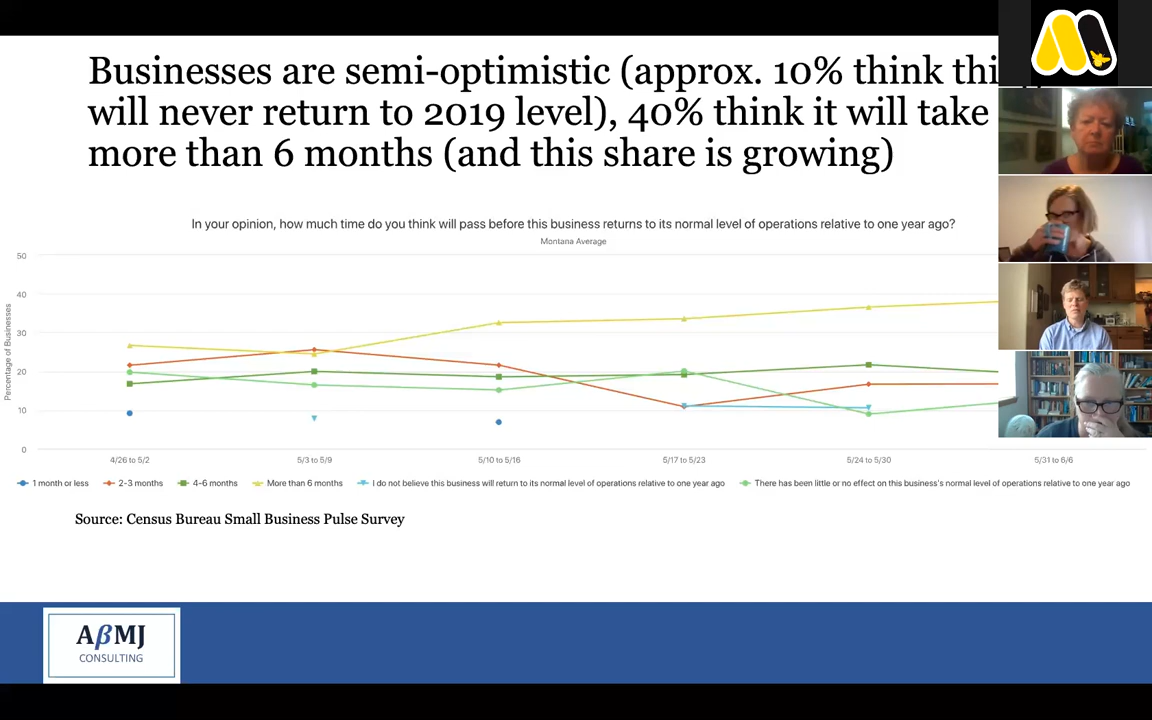 Businesses are semi-optimistic (approx. 10% think
will never return to 2019 level), 40% think it will take
more than 6 months (and this share is growing)
In your opinion, how much time do you think will pass before this business returns to its normal level of operations relative to one year ago?
Montana Average
Percentage of Businesses
50
40
30
20
10
0
4/26 to 5/2 5/3 to 5/9 5/10 to 5/16 5/17 to 5/23 5/24 to 5/30 5/31 to 6/6
1 month or less 2-3 months 4-6 months More than 6 months I do not believe this business will return to its normal level of operations relative to one year ago There has been little or no effect on this business's normal level of operations relative to one year ago
Source: Census Bureau Small Business Pulse Survey
AβMJ
CONSULTING